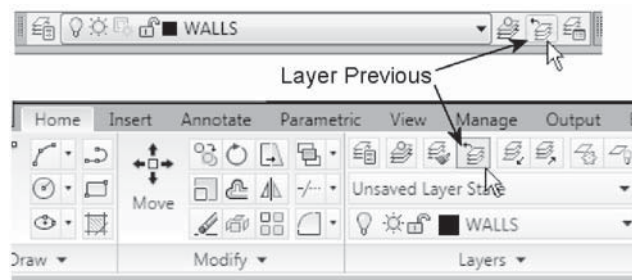 WALLS
Layer Previous
Home Insert Annotate Parametric View Manage Output
Move
Unsaved Layer State
WALLS
Draw Modify Layers